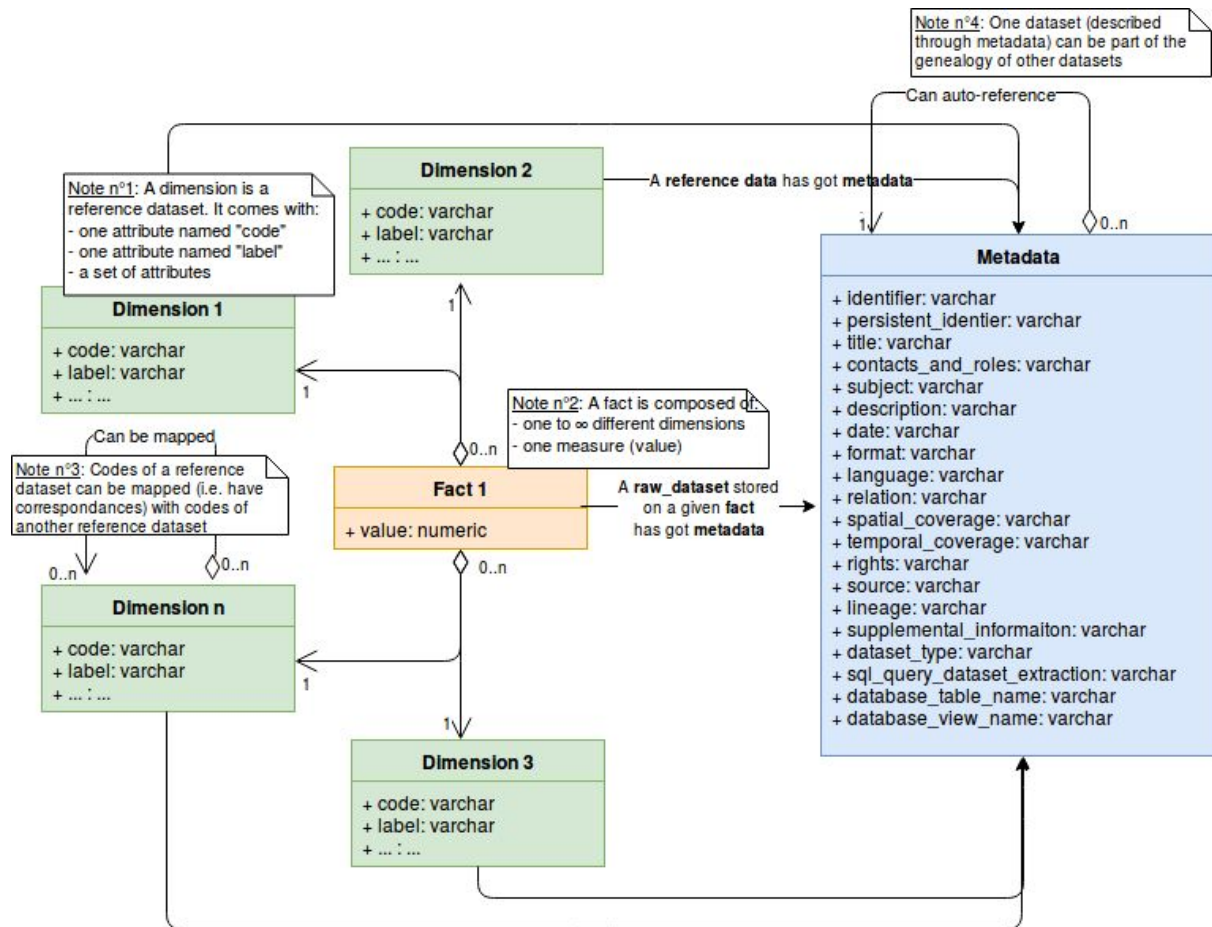 Note n°4: One dataset (described
through metadata) can be part of the
genealogy of other datasets
Can auto-reference
1
0..n
Note n°1: A dimension is a
reference dataset. It comes with:
- one attribute named "code"
- one attribute named "label"
- a set of attributes
Dimension 2
+ code: varchar
+ label: varchar
+ ... : ...
A reference data has got metadata
1
Dimension 1
+ code: varchar
+ label: varchar
+ ... : ...
1
Metadata
+ identifier: varchar
+ persistent_identier: varchar
+ title: varchar
+ contacts_and_roles: varchar
+ subject: varchar
+ description: varchar
+ date: varchar
+ format: varchar
+ language: varchar
+ relation: varchar
+ spatial_coverage: varchar
+ temporal_coverage: varchar
+ rights: varchar
+ source: varchar
+ lineage: varchar
+ supplemental_informaiton: varchar
+ dataset_type: varchar
+ sql_query_dataset_extraction: varchar
+ database_table_name: varchar
+ database_view_name: varchar
Note n°2: A fact is composed of:
- one to ∞ different dimensions
- one measure (value)
0..n
Can be mapped
Note n°3: Codes of a reference
dataset can be mapped (i.e. have
correspondances) with codes of
another reference dataset
Fact 1
+ value: numeric
A raw_dataset stored
on a given fact
has got metadata
0..n
0..n
0..n
Dimension n
+ code: varchar
+ label: varchar
+ ... : ...
1
1
Dimension 3
+ code: varchar
+ label: varchar
+ ... : ...